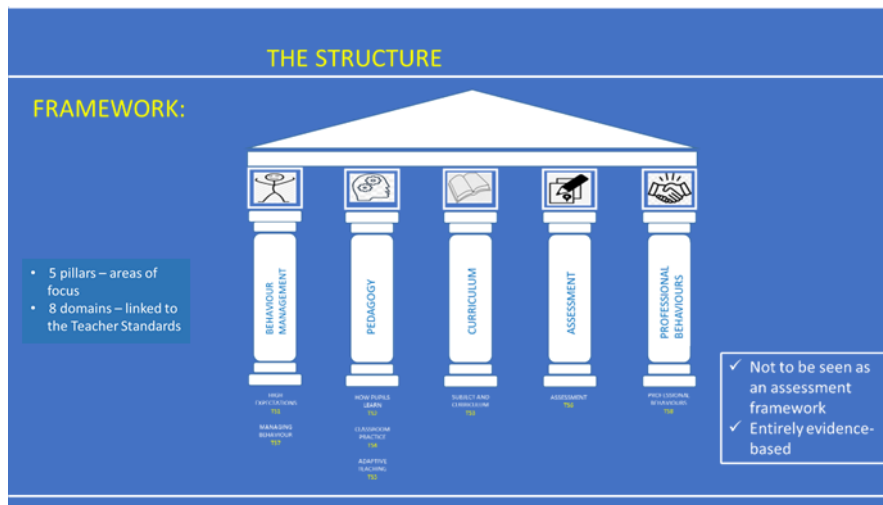 THE STRUCTURE
FRAMEWORK:
• 5 pillars – areas of
focus
• 8 domains – linked to
the Teacher Standards
BEHAVIOUR
MANAGEMENT
PEDAGOGY
CURRICULUM
ASSESSMENT
PROFESSIONAL
BEHAVIOURS
HIGH
EXPECTATIONS
TS1
MANAGING
BEHAVIOUR
TS7
HOW PUPILS
LEARN
TS2
CLASSROOM
PRACTICE
TS4
ADAPTIVE
TEACHING
TS5
SUBJECT AND
CURRICULUM
TS3
ASSESSMENT
TS6
PROFESSIONAL
BEHAVIOURS
TS8
✓ Not to be seen as
an assessment
framework
✓ Entirely evidence-
based